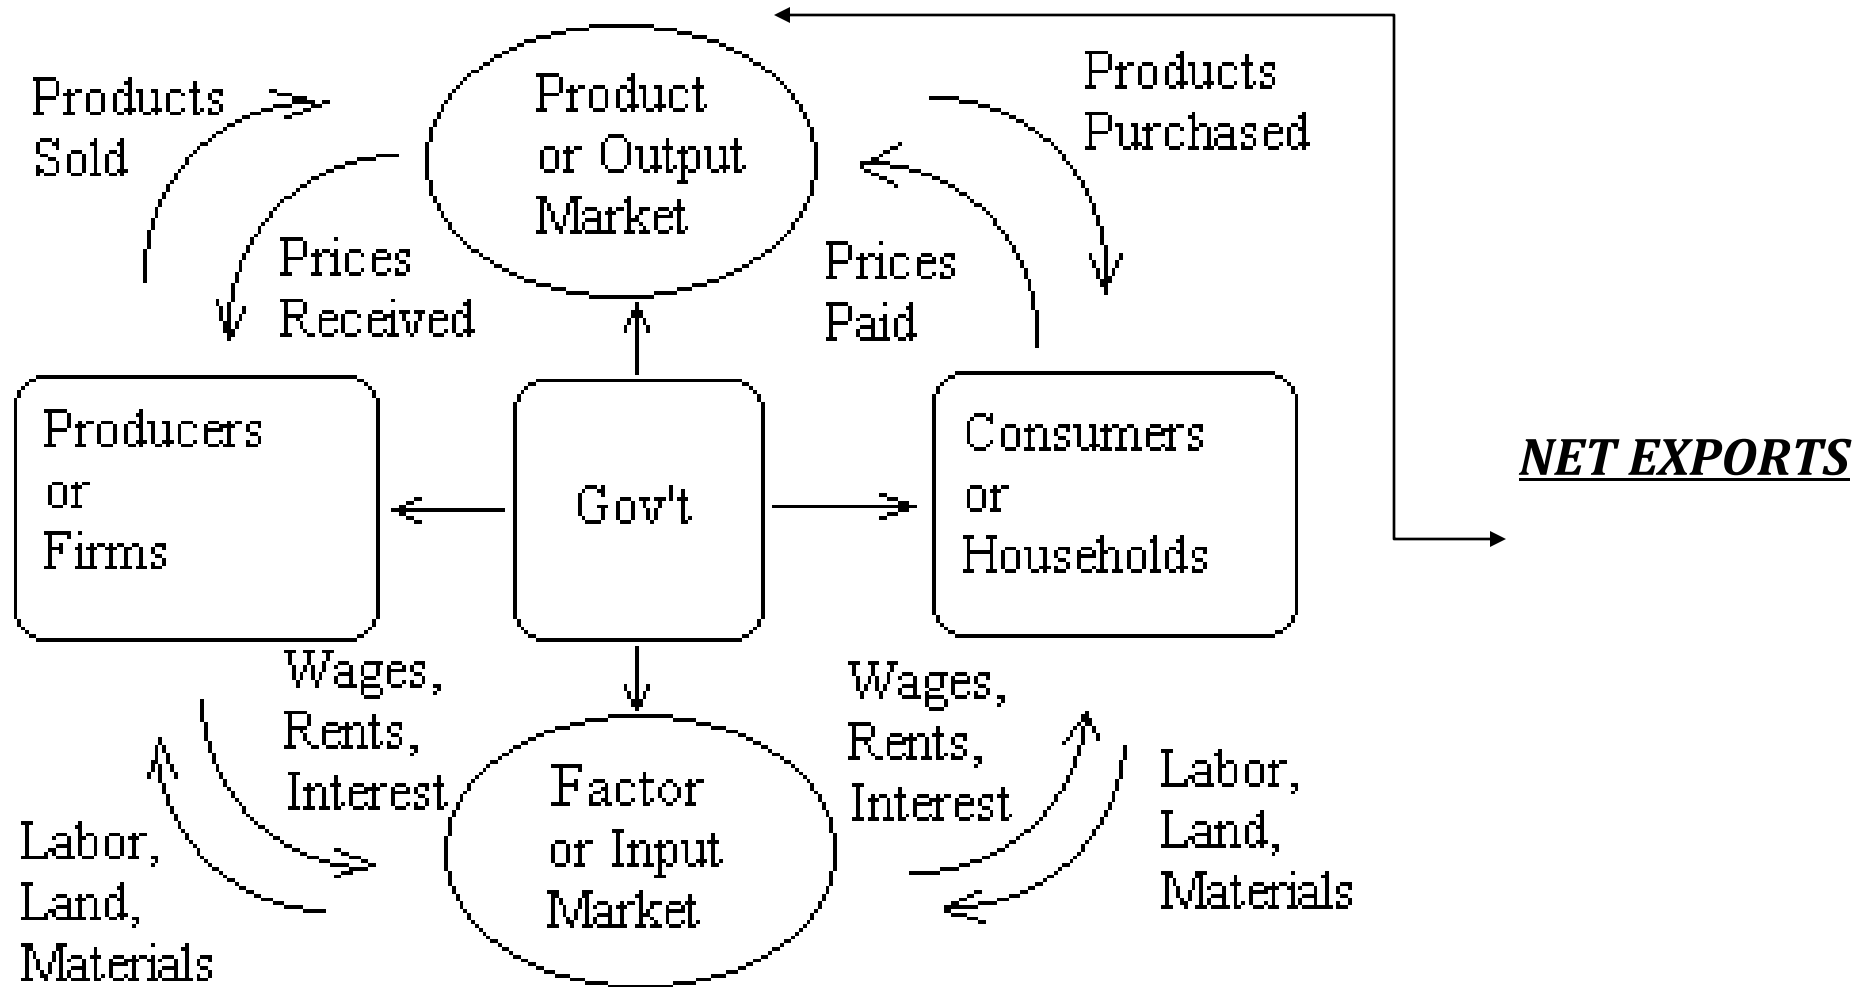 Products
Sold
Product
or Output
Market
Products
Purchased
Prices
Received
Prices
Paid
Producers
or
Firms
Gov't
Consumers
or
Households
NET EXPORTS
Wages,
Rents,
Interest
Wages,
Rents,
Interest
Labor,
Land,
Materials
Factor
or Input
Market
Labor,
Land,
Materials